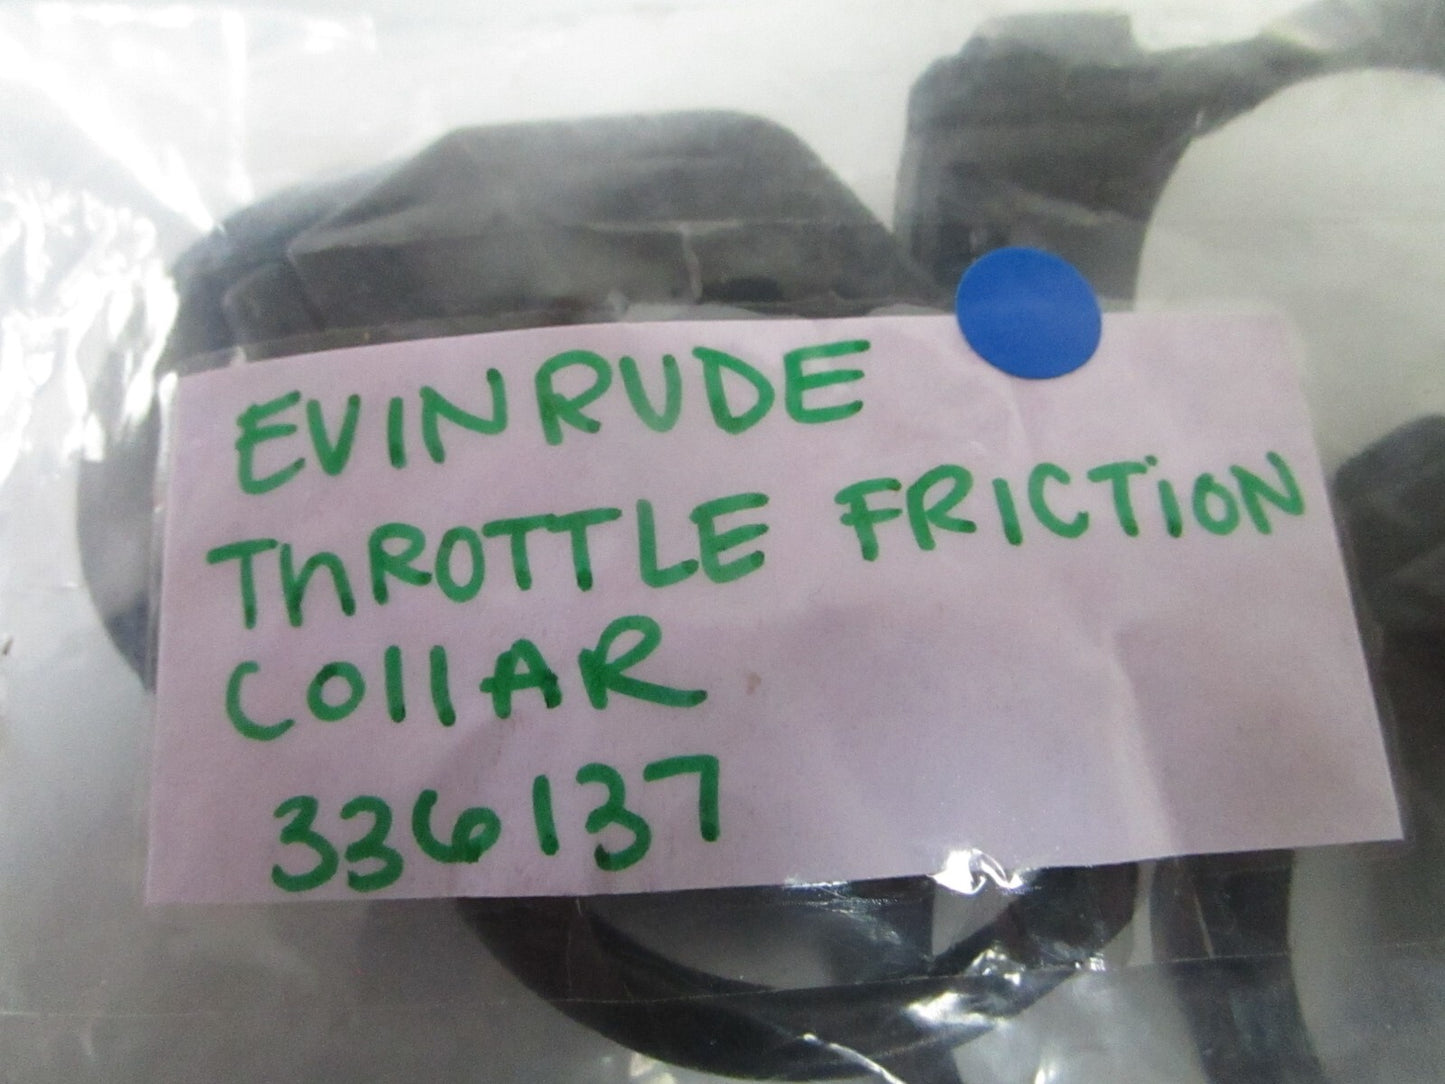 EVINRUDE
ThROTTLE FRICTiON
CollAR
336137